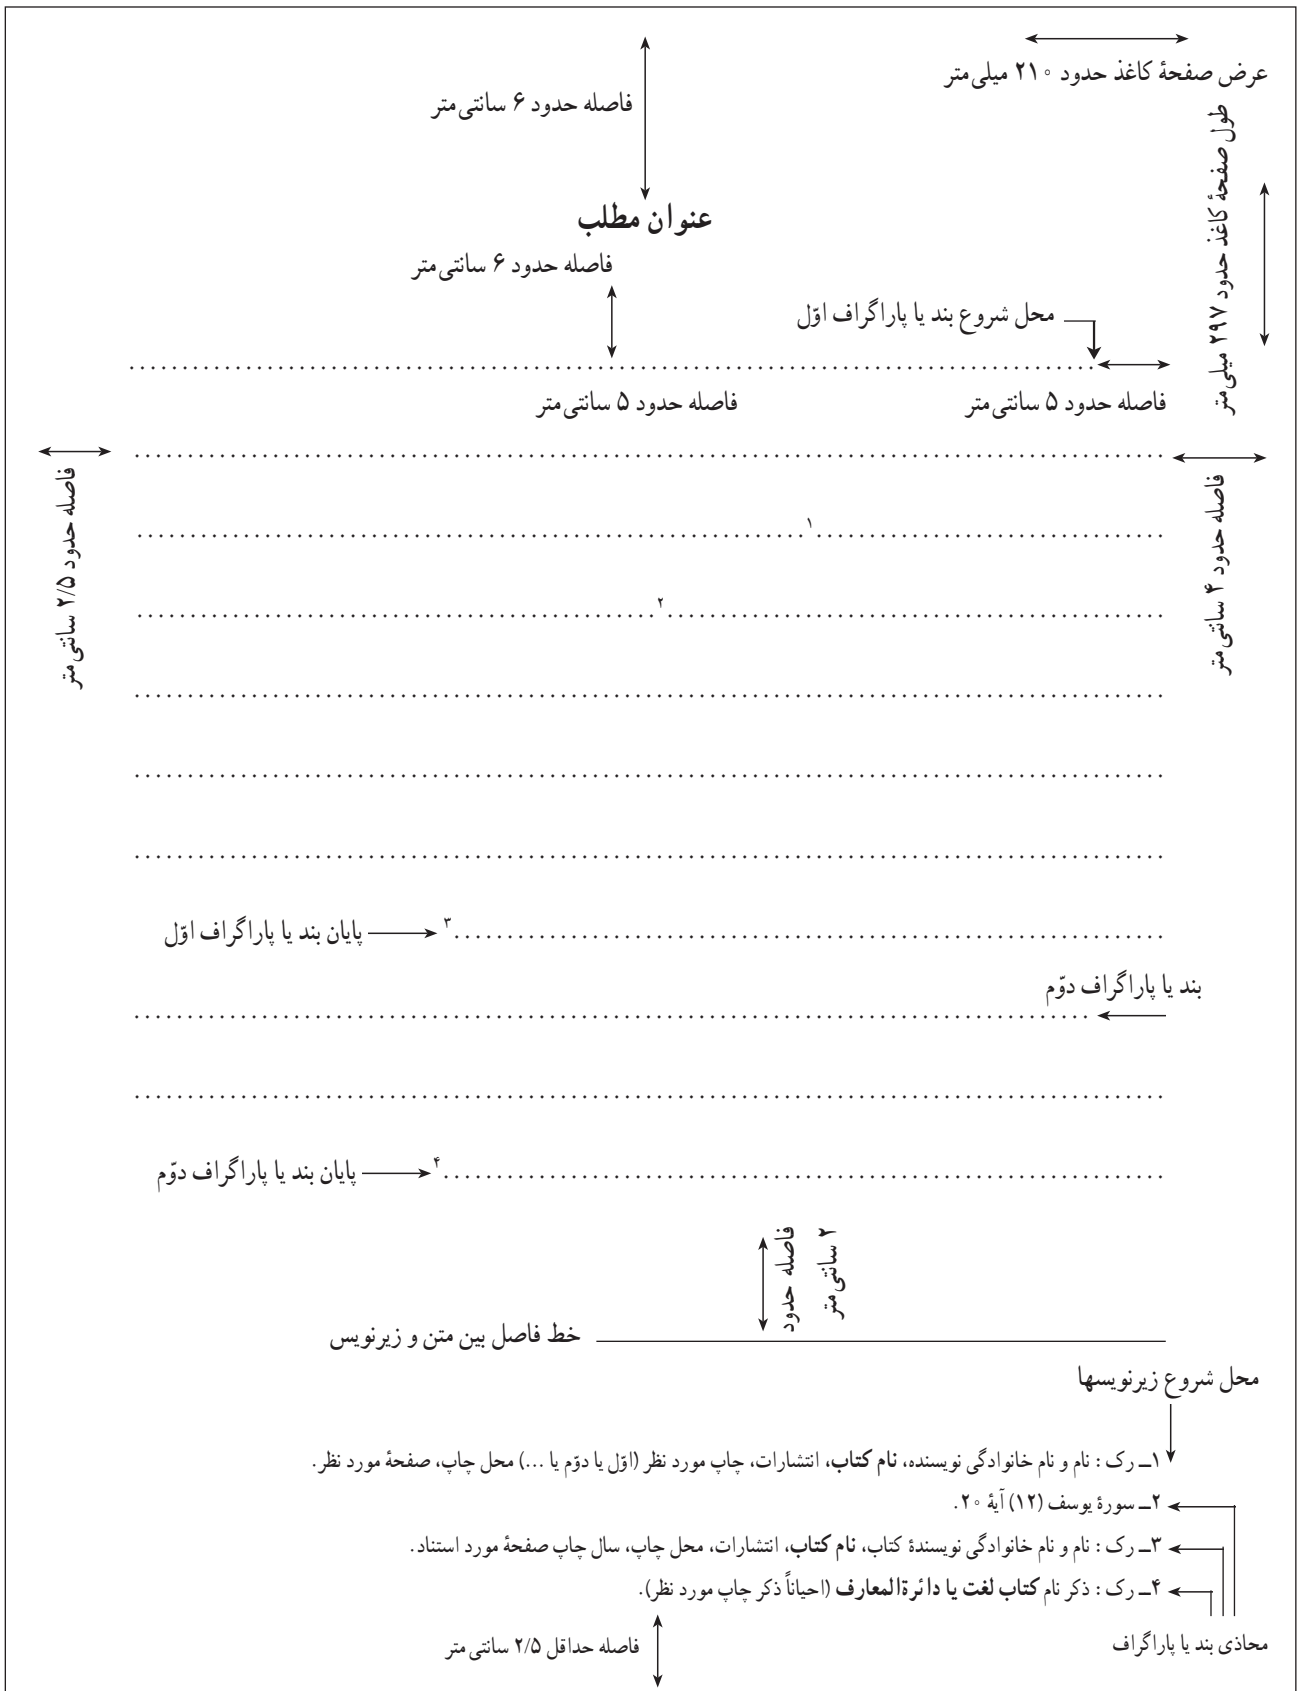 عرض صفحهٔ کاغذ حدود ۲۱۰ میلی‌متر
فاصله حدود ۶ سانتی‌متر
طول صفحهٔ کاغذ حدود ۲۹۷ میلی‌متر
عنوان مطلب
فاصله حدود ۶ سانتی‌متر
محل شروع بند یا پاراگراف اوّل
فاصله حدود ۵ سانتی‌متر
فاصله حدود ۵ سانتی‌متر
فاصله حدود ۴ سانتی‌متر
فاصله حدود ۲/۵ سانتی‌متر
۱
۲
۳ پایان بند یا پاراگراف اوّل
بند یا پاراگراف دوّم
۴ پایان بند یا پاراگراف دوّم
فاصله حدود
۲ سانتی‌متر
خط فاصل بین متن و زیرنویس
محل شروع زیرنویسها
۱ــ رک : نام و نام خانوادگی نویسنده، نام کتاب، انتشارات، چاپ مورد نظر (اوّل یا دوّم یا ...) محل چاپ، صفحهٔ مورد نظر.
۲ــ سورهٔ یوسف (۱۲) آیهٔ ۲۰.
۳ــ رک : نام و نام خانوادگی نویسندهٔ کتاب، نام کتاب، انتشارات، محل چاپ، سال چاپ صفحهٔ مورد استناد.
۴ــ رک : ذکر نام کتاب لغت یا دائرةالمعارف (احیاناً ذکر چاپ مورد نظر).
محاذی بند یا پاراگراف
فاصله حداقل ۲/۵ سانتی‌متر